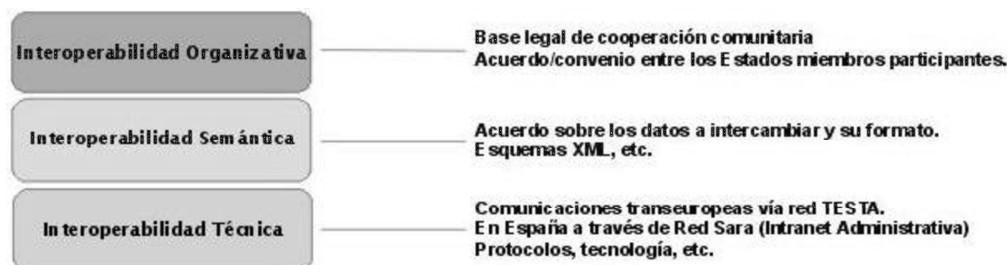 Interoperabilidad Organizativa
Base legal de cooperación comunitaria
Acuerdo/convenio entre los Estados miembros participantes.
Interoperabilidad Semántica
Acuerdo sobre los datos a intercambiar y su formato.
Esquemas XML, etc.
Interoperabilidad Técnica
Comunicaciones transeuropeas vía red TESTA.
En España a través de Red Sara (Intranet Administrativa)
Protocolos, tecnología, etc.